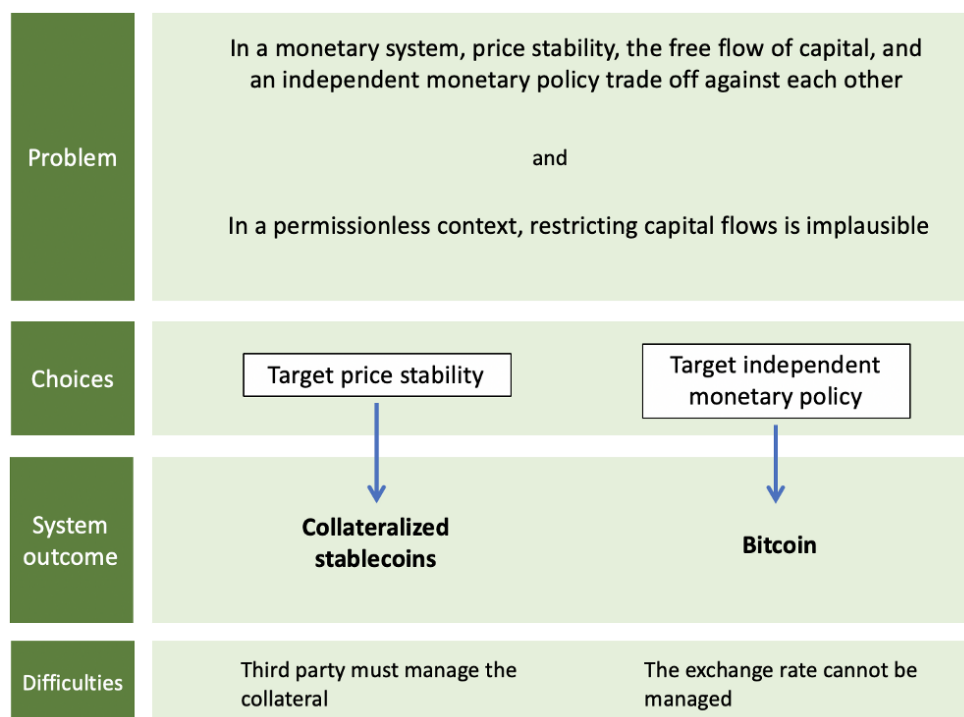 Problem
In a monetary system, price stability, the free flow of capital, and
an independent monetary policy trade off against each other
and
In a permissionless context, restricting capital flows is implausible
Choices
Target price stability
Target independent
monetary policy
System
outcome
Collateralized
stablecoins
Bitcoin
Difficulties
Third party must manage the
collateral
The exchange rate cannot be
managed